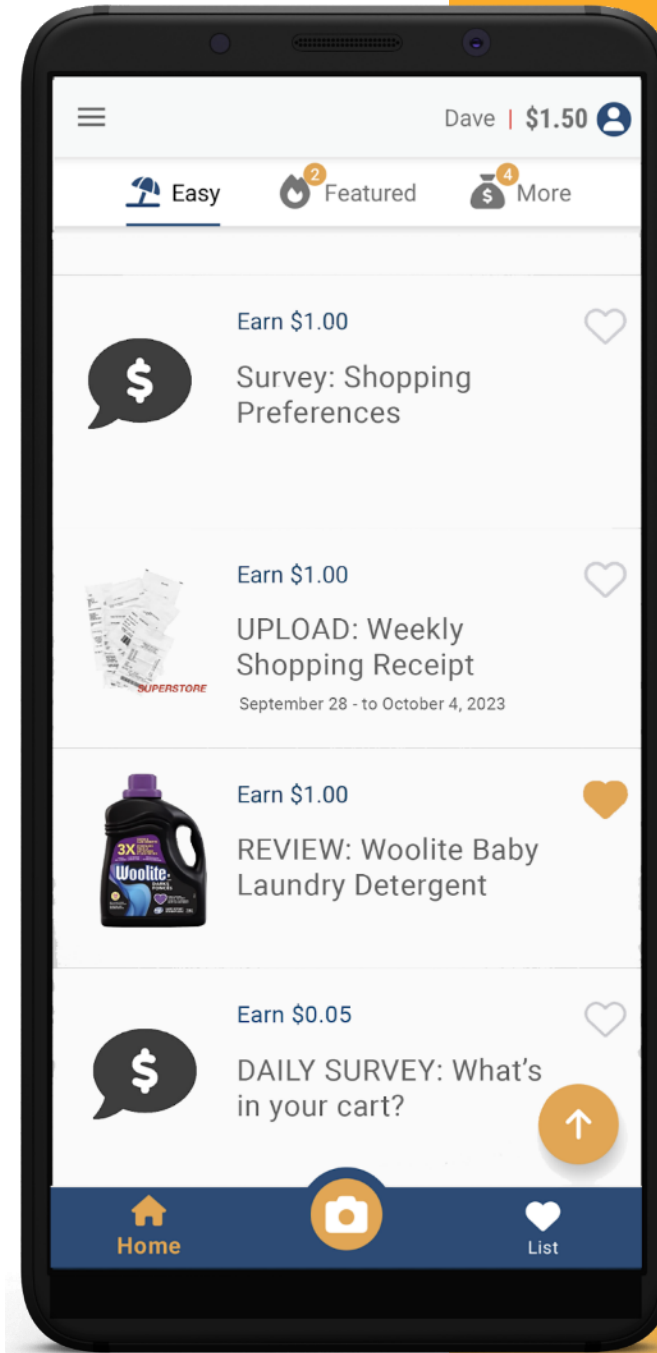 Dave | $1.50
Easy
2
Featured
4
More
Earn $1.00
Survey: Shopping
Preferences
Earn $1.00
UPLOAD: Weekly
Shopping Receipt
SUPERSTORE
September 28 - to October 4, 2023
Earn $1.00
REVIEW: Woolite Baby
Laundry Detergent
3X
Woolite
DARKS
Earn $0.05
DAILY SURVEY: What's
in your cart?
Home
List